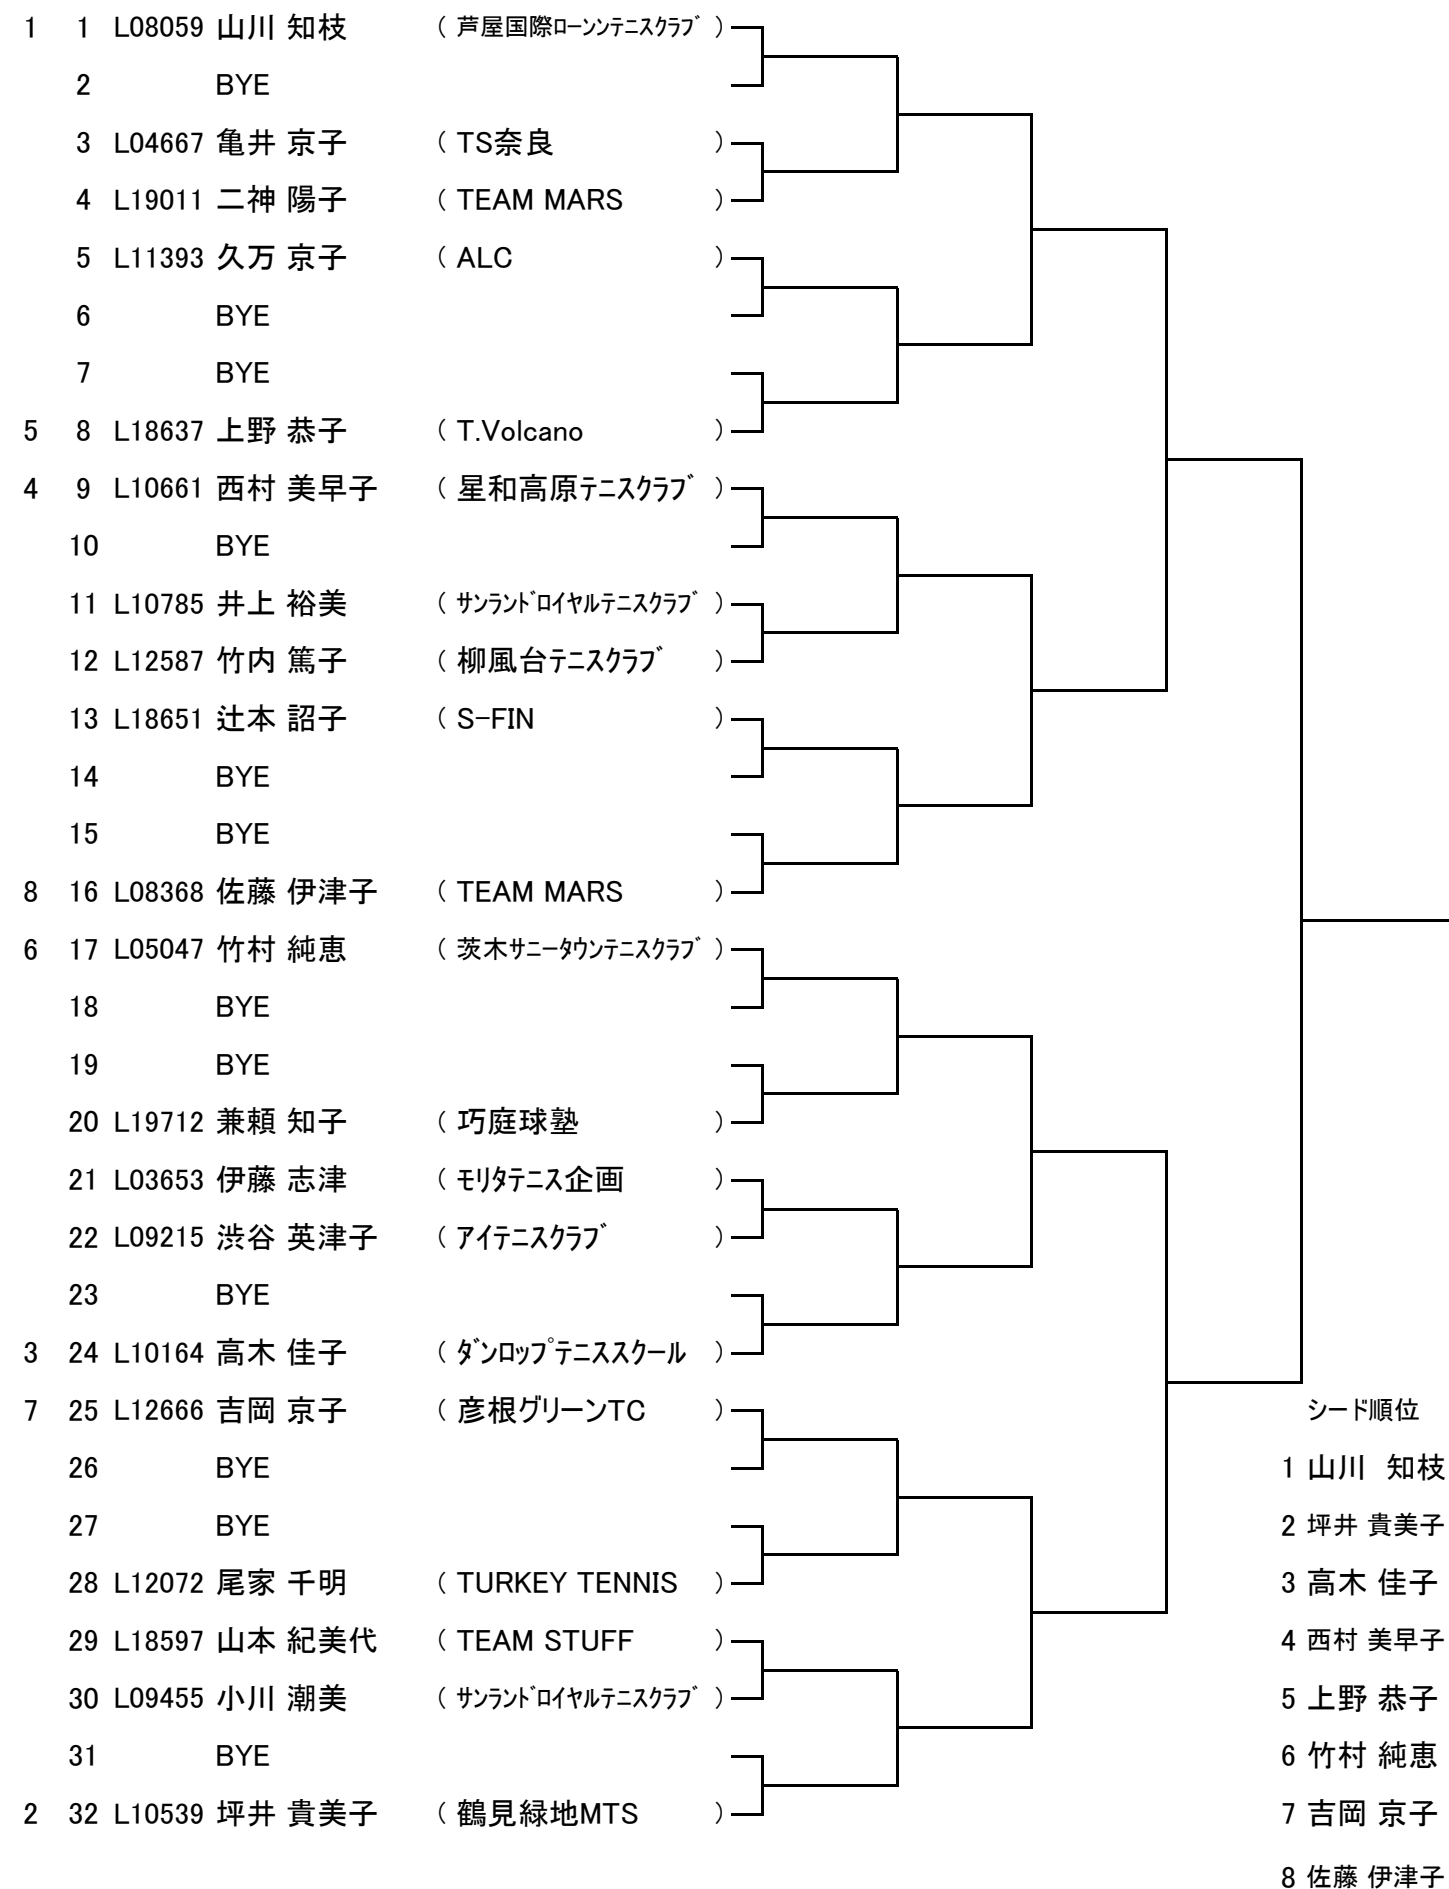 1 1 L08059 山川 知枝 ( 芦屋国際ローンンテニスクラブ )
2 BYE
3 L04667 亀井 京子 ( TS奈良 )
4 L19011 二神 陽子 ( TEAM MARS )
5 L11393 久万 京子 ( ALC )
6 BYE
7 BYE
5 8 L18637 上野 恭子 ( T.Volcano )
4 9 L10661 西村 美早子 ( 星和高原テニスクラブ )
10 BYE
11 L10785 井上 裕美 ( サンランドロイヤルテニスクラブ )
12 L12587 竹内 篤子 ( 柳風台テニスクラブ )
13 L18651 辻本 詔子 ( S-FIN )
14 BYE
15 BYE
8 16 L08368 佐藤 伊津子 ( TEAM MARS )
6 17 L05047 竹村 純恵 ( 茨木サニータウンテニスクラブ )
18 BYE
19 BYE
20 L19712 兼頼 知子 ( 巧庭球塾 )
21 L03653 伊藤 志津 ( モリタテニス企画 )
22 L09215 渋谷 英津子 ( アイテニスクラブ )
23 BYE
3 24 L10164 高木 佳子 ( ダンロップテニススクール )
7 25 L12666 吉岡 京子 ( 彦根グリーンTC )
26 BYE
27 BYE
28 L12072 尾家 千明 ( TURKEY TENNIS )
29 L18597 山本 紀美代 ( TEAM STUFF )
30 L09455 小川 潮美 ( サンランドロイヤルテニスクラブ )
31 BYE
2 32 L10539 坪井 貴美子 ( 鶴見緑地MTS )
シード順位
1 山川 知枝
2 坪井 貴美子
3 高木 佳子
4 西村 美早子
5 上野 恭子
6 竹村 純恵
7 吉岡 京子
8 佐藤 伊津子